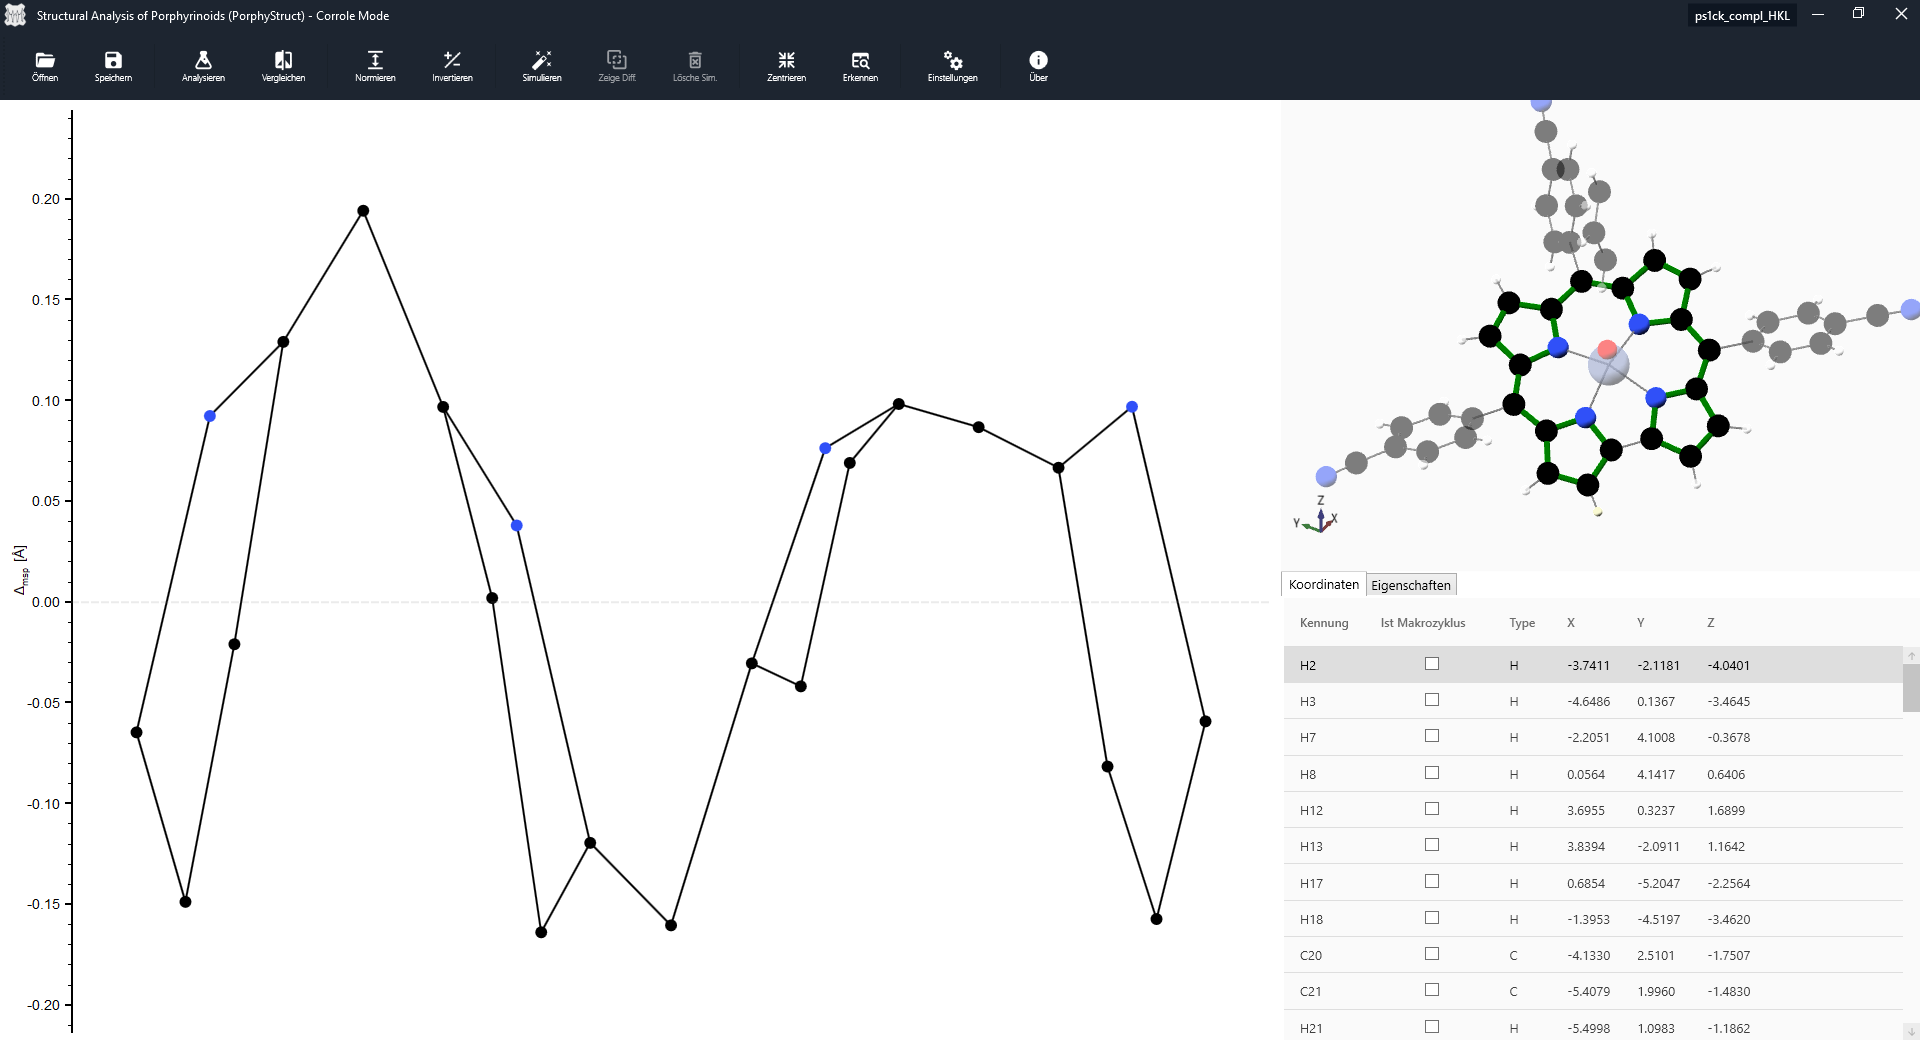 Structural Analysis of Porphyrinoids (PorphyStruct) - Corrole Mode
ps1ck_compl_HKL
Öffnen Speichern Analysieren Vergleichen Normieren Invertieren Simulieren Zeige Diff. Lösche Sim. Zentrieren Erkennen Einstellungen Über
0.20
0.15
0.10
0.05
0.00
-0.05
-0.10
-0.15
-0.20
Δmsp [Å]
Z
Y X
Koordinaten Eigenschaften
Kennung Ist Makrozyklus Type X Y Z
H2 H -3.7411 -2.1181 -4.0401
H3 H -4.6486 0.1367 -3.4645
H7 H -2.2051 4.1008 -0.3678
H8 H 0.0564 4.1417 0.6406
H12 H 3.6955 0.3237 1.6899
H13 H 3.8394 -2.0911 1.1642
H17 H 0.6854 -5.2047 -2.2564
H18 H -1.3953 -4.5197 -3.4620
C20 C -4.1330 2.5101 -1.7507
C21 C -5.4079 1.9960 -1.4830
H21 H -5.4998 1.0983 -1.1862